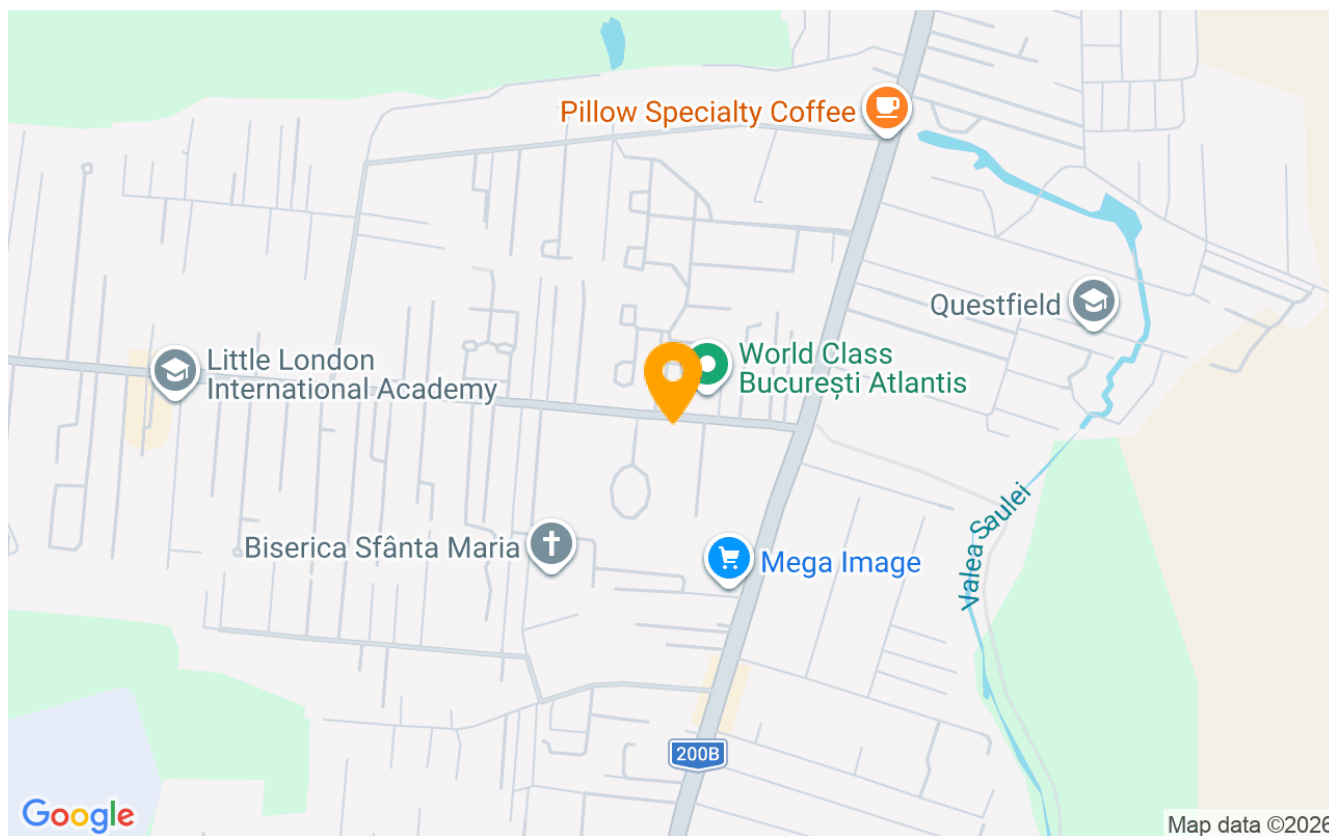 Pillow Specialty Coffee
Questfield
World Class
București Atlantis
Little London
International Academy
Valea Saulei
Biserica Sfânta Maria
Mega Image
200B
Google
Map data ©2026